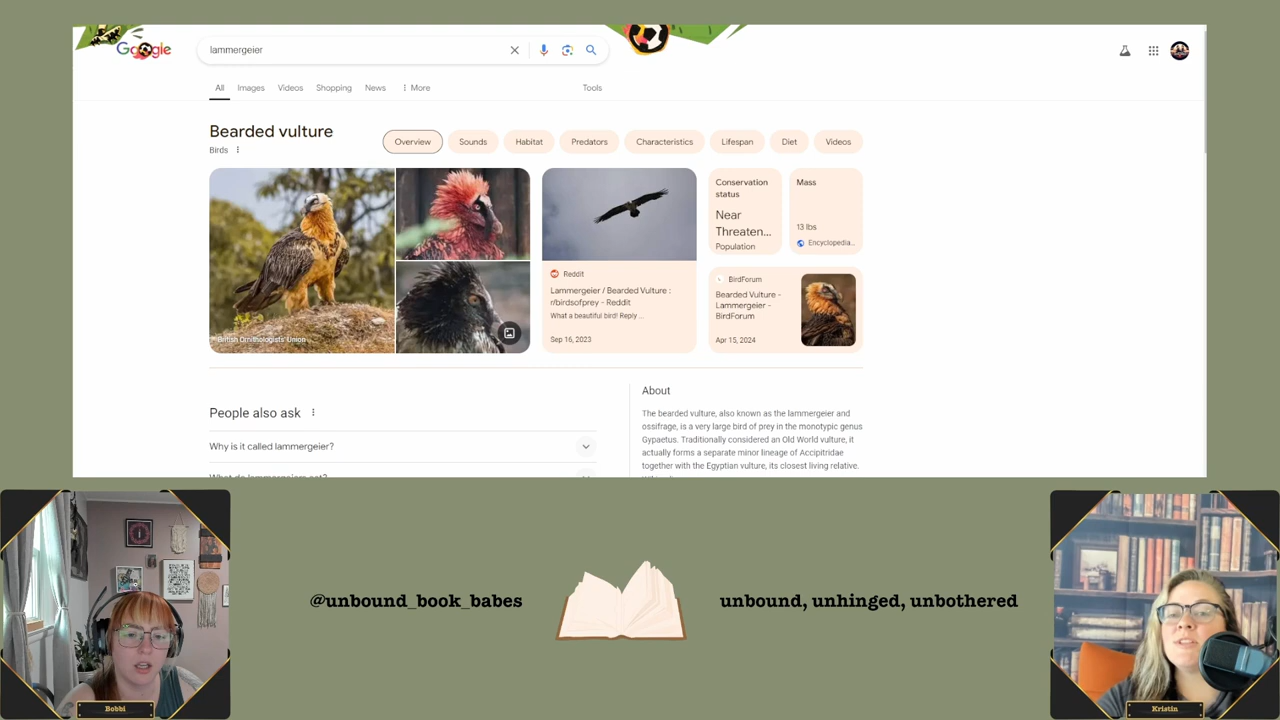 Google
lammergeier
All
Images
Videos
Shopping
News
More
Tools
Bearded vulture
Birds
Overview
Sounds
Habitat
Predators
Characteristics
Lifespan
Diet
Videos
British Ornithologists' Union
Reddit
Lammergeier / Bearded Vulture :
r/birdsofprey - Reddit
What a beautiful bird! Reply ...
Sep 16, 2023
Conservation
status
Near
Threaten...
Population
Mass
13 lbs
Encyclopedia...
BirdForum
Bearded Vulture -
Lammergeier -
BirdForum
Apr 15, 2024
People also ask
Why is it called lammergeier?
What do lammergeiers eat?
About
The bearded vulture, also known as the lammergeier and
ossifrage, is a very large bird of prey in the monotypic genus
Gypaetus. Traditionally considered an Old World vulture, it
actually forms a separate minor lineage of Accipitridae
together with the Egyptian vulture, its closest living relative.
@unbound_book_babes
unbound, unhinged, unbothered
Bobbi
Kristin